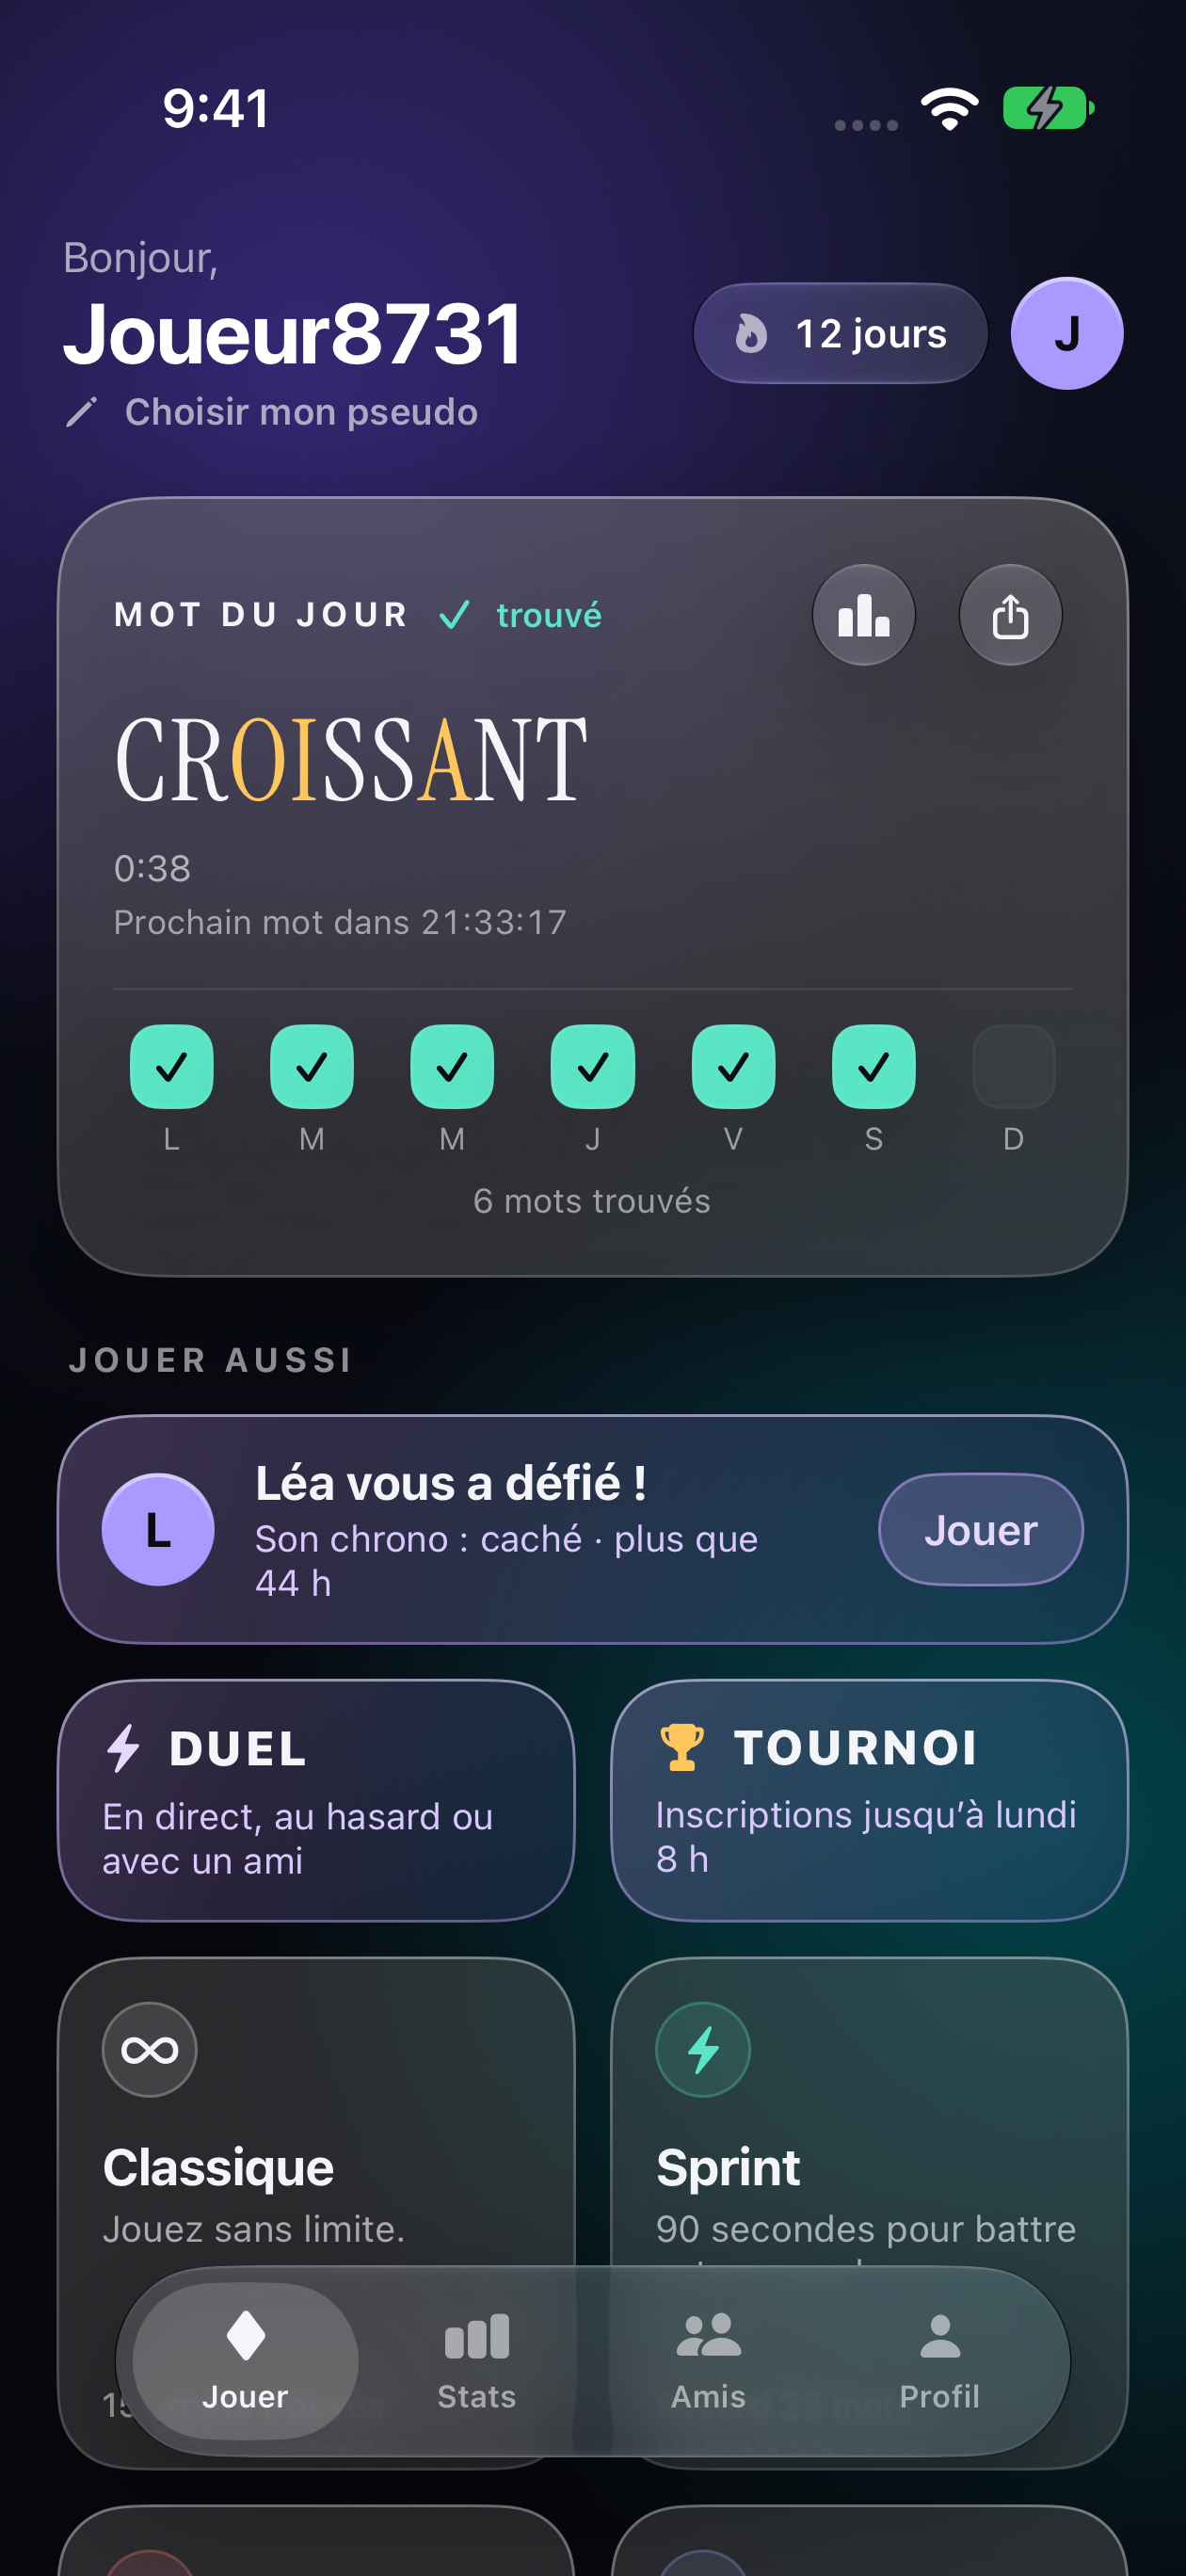 9:41
Bonjour,
Joueur8731
12 jours
J
Choisir mon pseudo
MOT DU JOUR trouvé
CROISSANT
0:38
Prochain mot dans 21:33:17
L M M J V S D
6 mots trouvés
JOUER AUSSI
L
Léa vous a défié !
Son chrono : caché · plus que
44 h
Jouer
DUEL
En direct, au hasard ou
avec un ami
TOURNOI
Inscriptions jusqu’à lundi
8 h
Classique
Jouez sans limite.
Sprint
90 secondes pour battre
Jouer
Stats
Amis
Profil